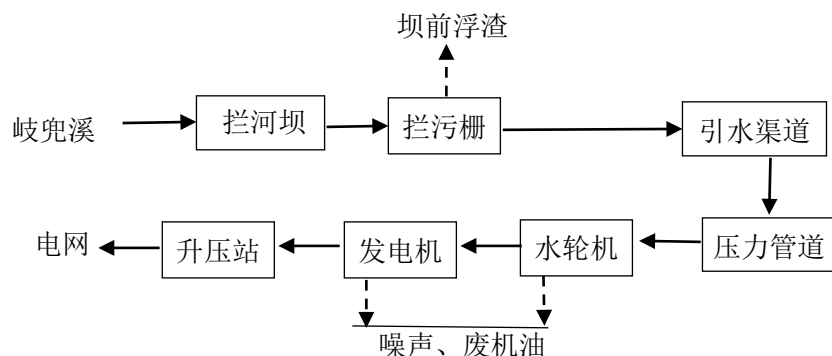 坝前浮渣
岐兜溪
拦河坝
拦污栅
引水渠道
电网
升压站
发电机
水轮机
压力管道
噪声、废机油